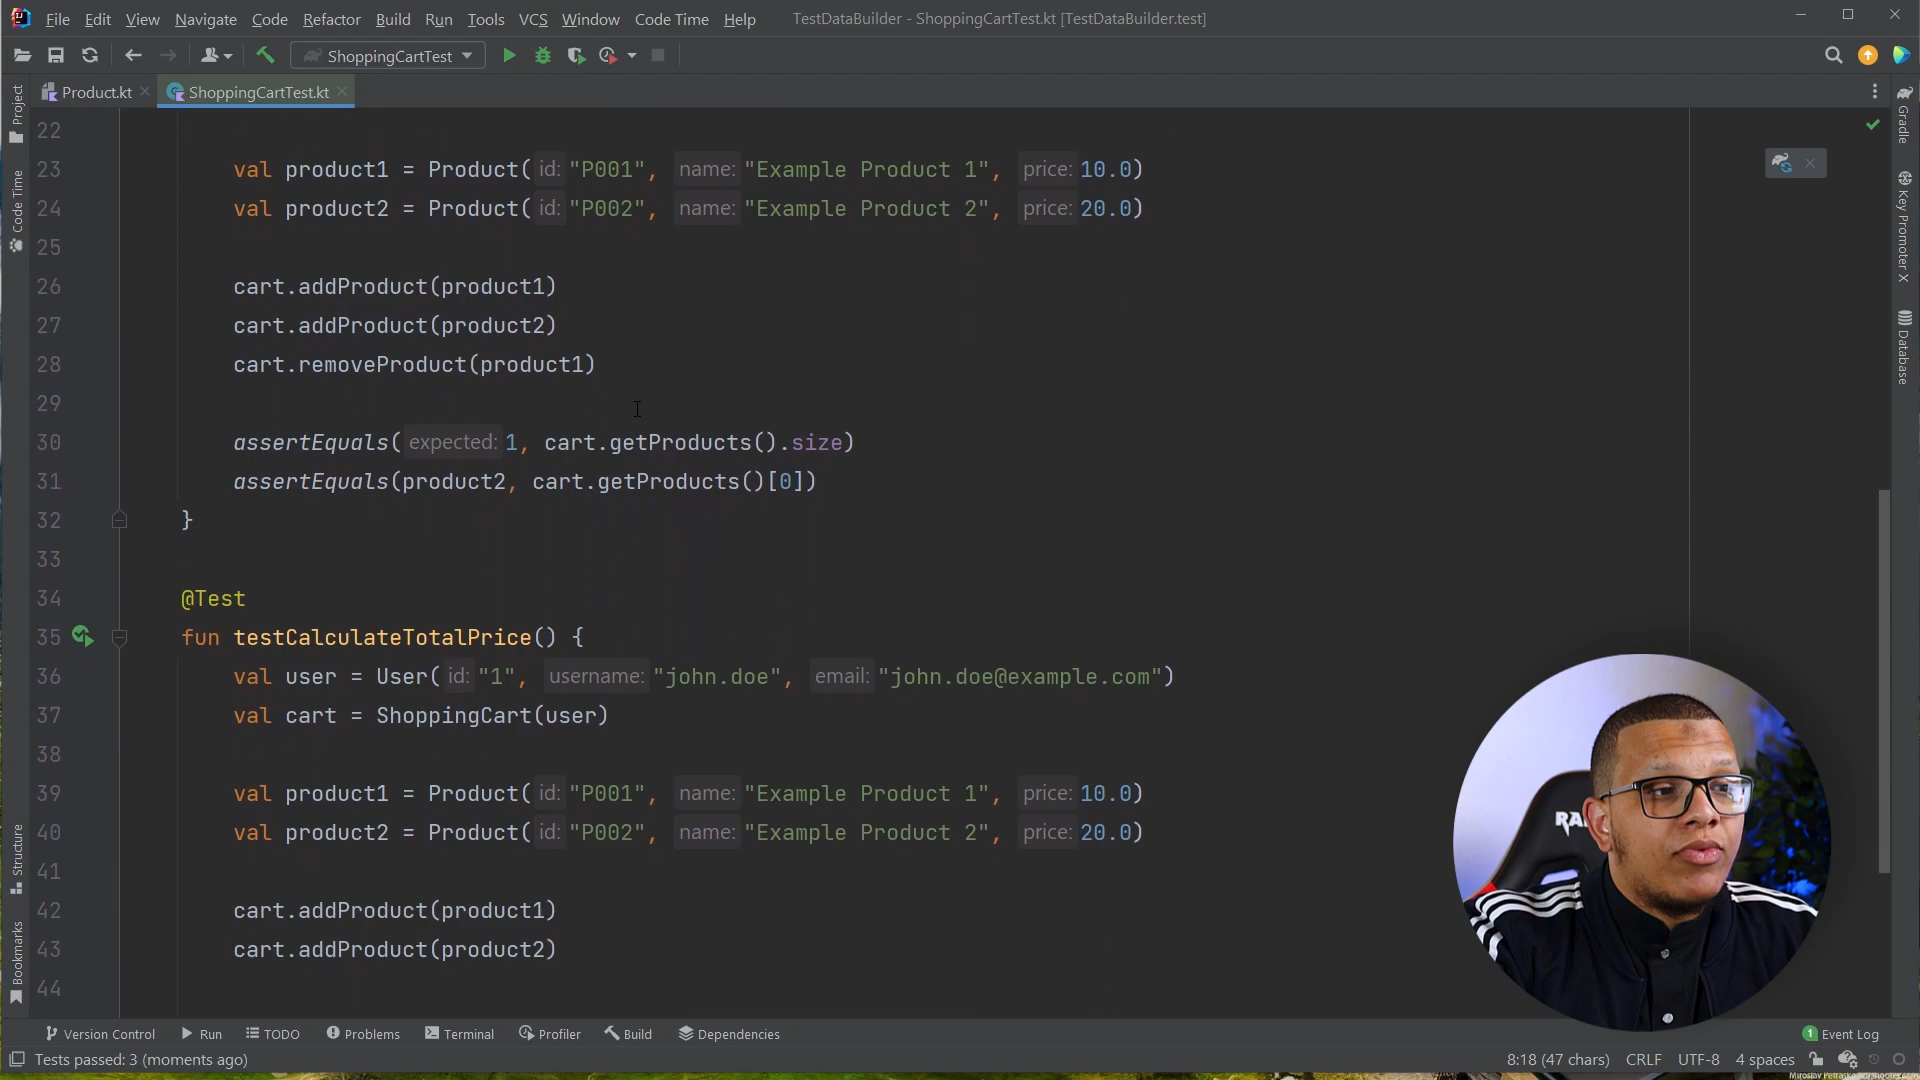 File Edit View Navigate Code Refactor Build Run Tools VCS Window Code Time Help TestDataBuilder - ShoppingCartTest.kt [TestDataBuilder.test]
ShoppingCartTest
Product.kt ShoppingCartTest.kt
Project
Code Time
Structure
Bookmarks
22
23 val product1 = Product( id: "P001", name: "Example Product 1", price: 10.0)
24 val product2 = Product( id: "P002", name: "Example Product 2", price: 20.0)
25
26 cart.addProduct(product1)
27 cart.addProduct(product2)
28 cart.removeProduct(product1)
29
30 assertEquals( expected: 1, cart.getProducts().size)
31 assertEquals(product2, cart.getProducts()[0])
32 }
33
34 @Test
35 fun testCalculateTotalPrice() {
36 val user = User( id: "1", username: "john.doe", email: "john.doe@example.com")
37 val cart = ShoppingCart(user)
38
39 val product1 = Product( id: "P001", name: "Example Product 1", price: 10.0)
40 val product2 = Product( id: "P002", name: "Example Product 2", price: 20.0)
41
42 cart.addProduct(product1)
43 cart.addProduct(product2)
44
Gradle
Key Promoter X
Database
Version Control Run TODO Problems Terminal Profiler Build Dependencies 1 Event Log
Tests passed: 3 (moments ago) 8:18 (47 chars) CRLF UTF-8 4 spaces